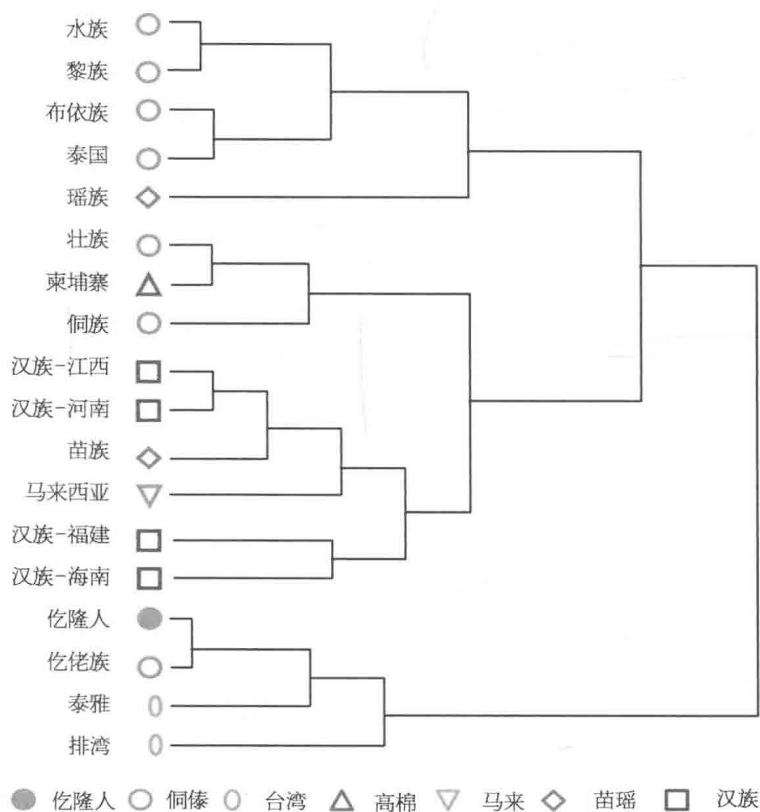 水族
黎族
布依族
泰国
瑶族
壮族
柬埔寨
侗族
汉族-江西
汉族-河南
苗族
马来西亚
汉族-福建
汉族-海南
仡隆人
仡佬族
泰雅
排湾
仡隆人 侗傣 台湾 高棉 马来 苗瑶 汉族